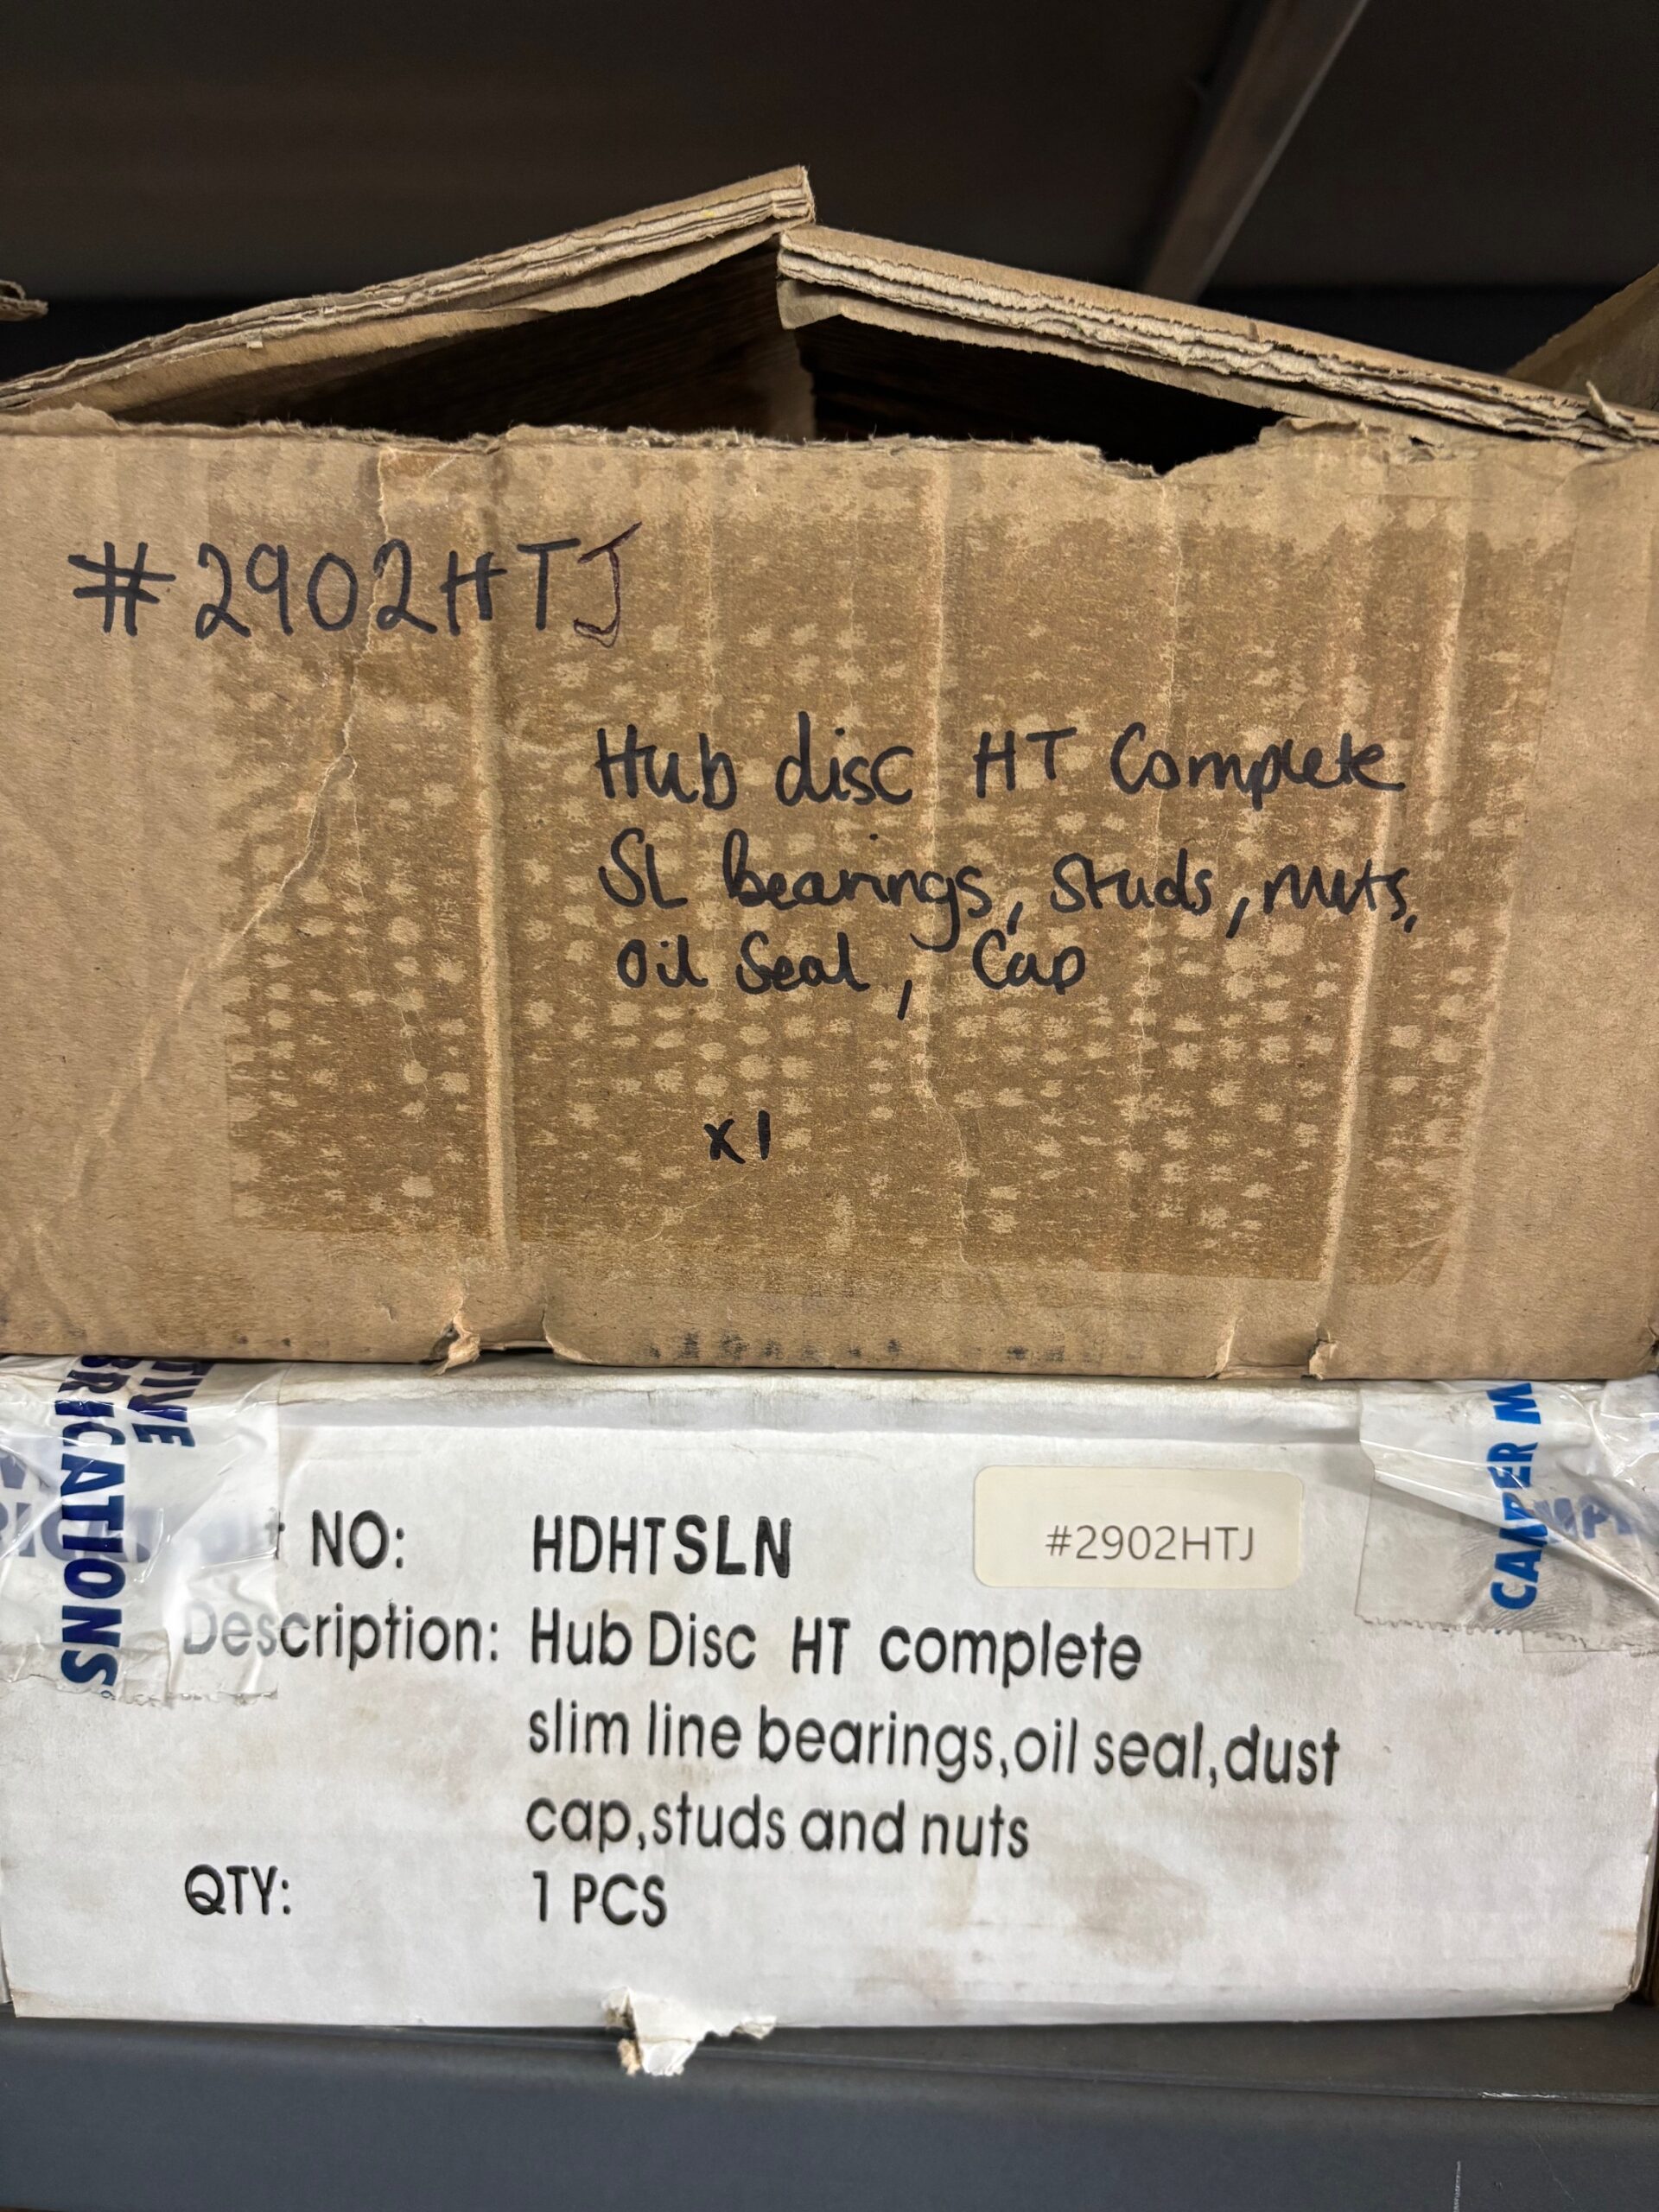 #2902HTJ
Hub disc HT Complete
SL bearings, studs, nuts,
Oil Seal, Cap
x1
NO: HDHTSLN
#2902HTJ
Description: Hub Disc HT complete
slim line bearings,oil seal,dust
cap,studs and nuts
QTY: 1 PCS
CAMPER M